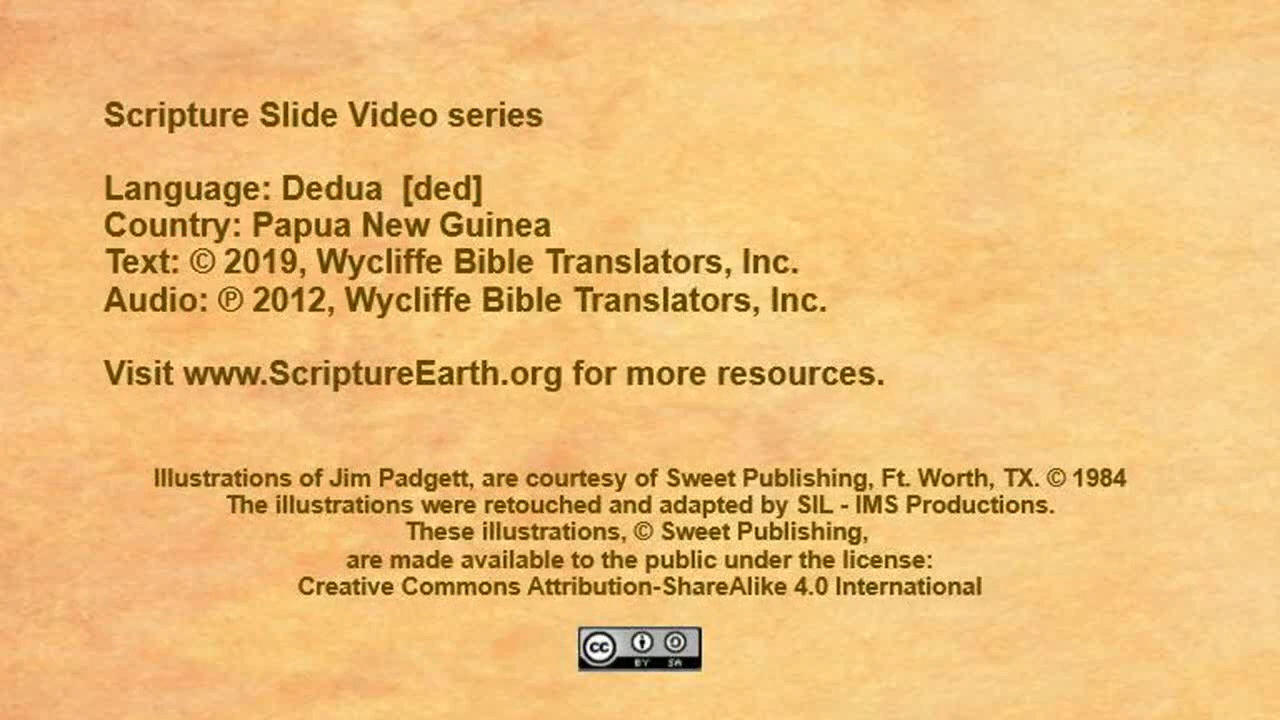 Scripture Slide Video series
Language: Dedua [ded]
Country: Papua New Guinea
Text: © 2019, Wycliffe Bible Translators, Inc.
Audio: ℗ 2012, Wycliffe Bible Translators, Inc.
Visit www.ScriptureEarth.org for more resources.
Illustrations of Jim Padgett, are courtesy of Sweet Publishing, Ft. Worth, TX. © 1984
The illustrations were retouched and adapted by SIL - IMS Productions.
These illustrations, © Sweet Publishing,
are made available to the public under the license:
Creative Commons Attribution-ShareAlike 4.0 International
cc BY SA